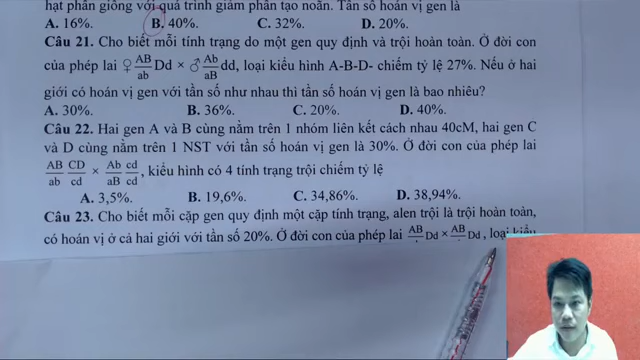 hạt phấn giống với quá trình giảm phân tạo noãn. Tần số hoán vị gen là
A. 16%. B. 40%. C. 32%. D. 20%.
Câu 21. Cho biết mỗi tính trạng do một gen quy định và trội hoàn toàn. Ở đời con
của phép lai ♀ AB/ab Dd × ♂ Ab/aB dd, loại kiểu hình A-B-D- chiếm tỷ lệ 27%. Nếu ở hai
giới có hoán vị gen với tần số như nhau thì tần số hoán vị gen là bao nhiêu?
A. 30%. B. 36%. C. 20%. D. 40%.
Câu 22. Hai gen A và B cùng nằm trên 1 nhóm liên kết cách nhau 40cM, hai gen C
và D cùng nằm trên 1 NST với tần số hoán vị gen là 30%. Ở đời con của phép lai
AB/ab CD/cd × Ab/aB cd/cd, kiểu hình có 4 tính trạng trội chiếm tỷ lệ
A. 3,5%. B. 19,6%. C. 34,86%. D. 38,94%.
Câu 23. Cho biết mỗi cặp gen quy định một cặp tính trạng, alen trội là trội hoàn toàn,
có hoán vị ở cả hai giới với tần số 20%. Ở đời con của phép lai AB Dd × AB Dd, loại kiểu